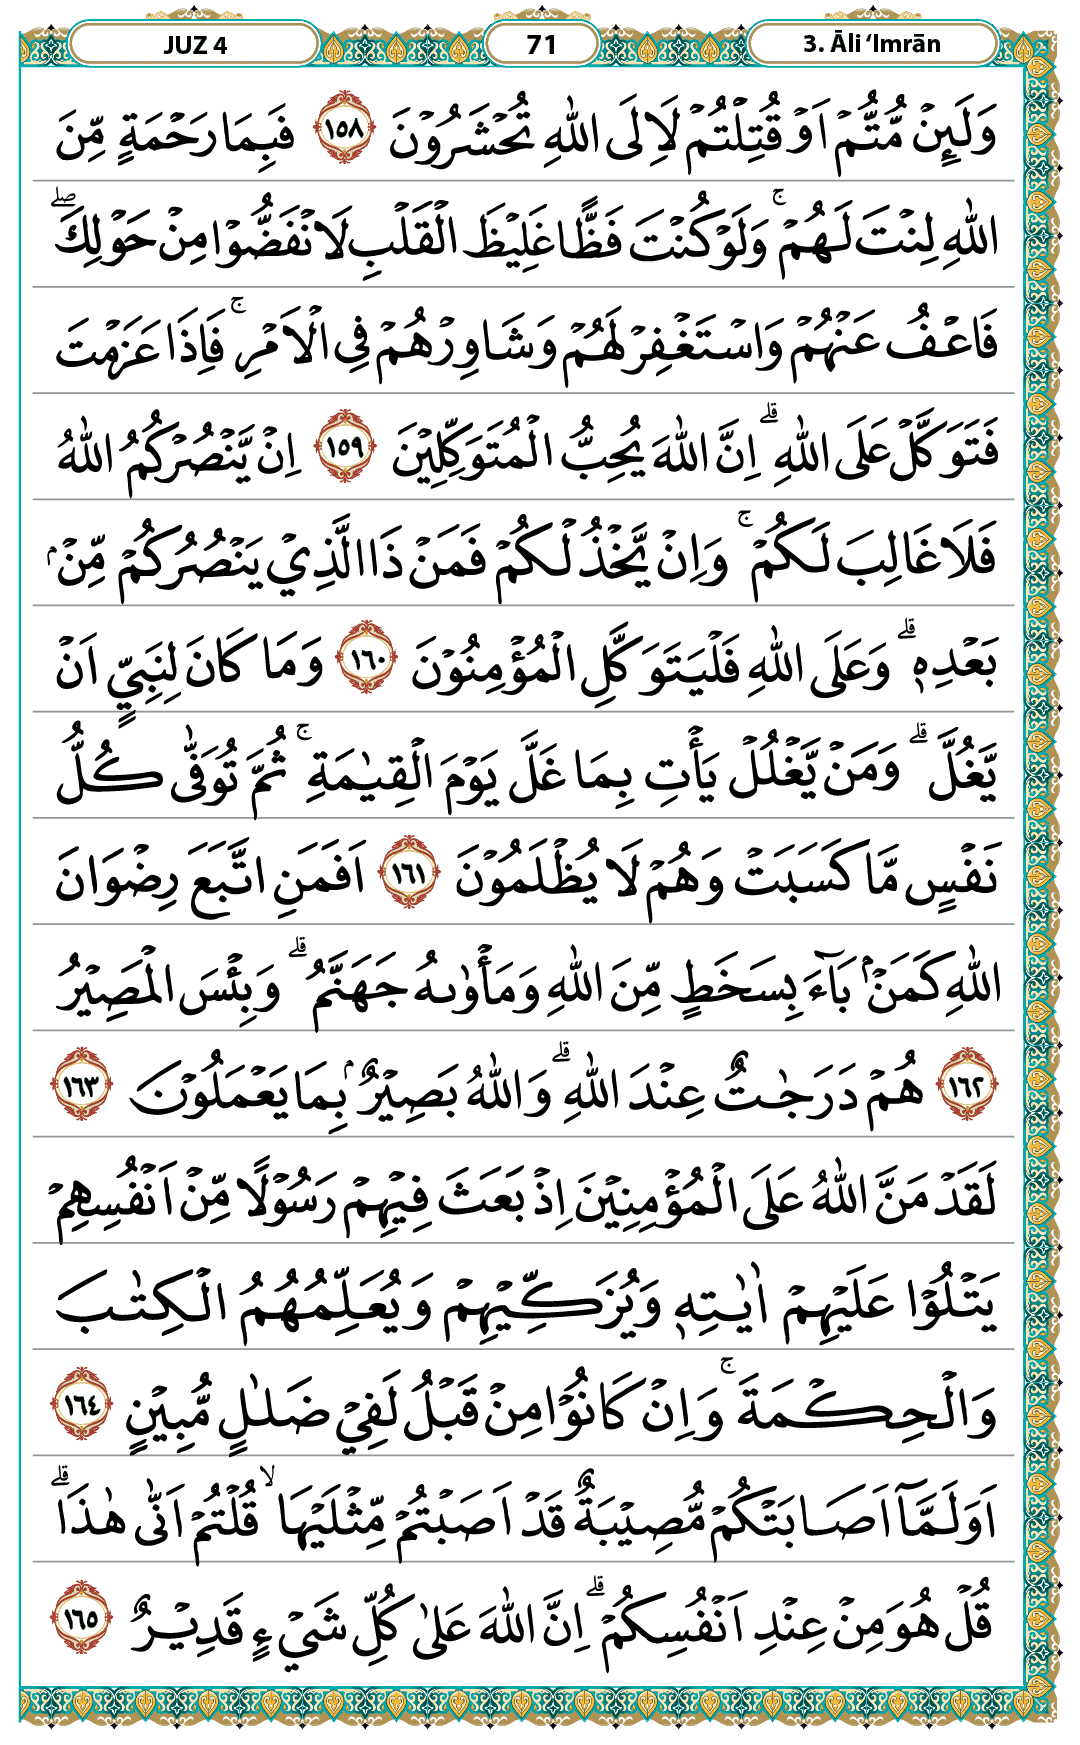 JUZ 4
71
3. Āli ‘Imrān
وَلَىِٕنْ مُّتُّمْ اَوْ قُتِلْتُمْ لَاِلَى اللّٰهِ تُحْشَرُوْنَ ١٥٨ فَبِمَا رَحْمَةٍ مِّنَ
اللّٰهِ لِنْتَ لَهُمْ ۚ وَلَوْ كُنْتَ فَظًّا غَلِيْظَ الْقَلْبِ لَانْفَضُّوْا مِنْ حَوْلِكَ ۖ
فَاعْفُ عَنْهُمْ وَاسْتَغْفِرْ لَهُمْ وَشَاوِرْهُمْ فِى الْاَمْرِ ۚ فَاِذَا عَزَمْتَ
فَتَوَكَّلْ عَلَى اللّٰهِ ۗ اِنَّ اللّٰهَ يُحِبُّ الْمُتَوَكِّلِيْنَ ١٥٩ اِنْ يَّنْصُرْكُمُ اللّٰهُ
فَلَا غَالِبَ لَكُمْ ۚ وَاِنْ يَّخْذُلْكُمْ فَمَنْ ذَا الَّذِيْ يَنْصُرُكُمْ مِّنْۢ
بَعْدِهٖ ۗ وَعَلَى اللّٰهِ فَلْيَتَوَكَّلِ الْمُؤْمِنُوْنَ ١٦٠ وَمَا كَانَ لِنَبِيٍّ اَنْ
يَّغُلَّ ۗ وَمَنْ يَّغْلُلْ يَأْتِ بِمَا غَلَّ يَوْمَ الْقِيٰمَةِ ۚ ثُمَّ تُوَفّٰى كُلُّ
نَفْسٍ مَّا كَسَبَتْ وَهُمْ لَا يُظْلَمُوْنَ ١٦١ اَفَمَنِ اتَّبَعَ رِضْوَانَ
اللّٰهِ كَمَنْۢ بَاۤءَ بِسَخَطٍ مِّنَ اللّٰهِ وَمَأْوٰىهُ جَهَنَّمُ ۗ وَبِئْسَ الْمَصِيْرُ
١٦٢ هُمْ دَرَجٰتٌ عِنْدَ اللّٰهِ ۗ وَاللّٰهُ بَصِيْرٌۢ بِمَا يَعْمَلُوْنَ ١٦٣
لَقَدْ مَنَّ اللّٰهُ عَلَى الْمُؤْمِنِيْنَ اِذْ بَعَثَ فِيْهِمْ رَسُوْلًا مِّنْ اَنْفُسِهِمْ
يَتْلُوْا عَلَيْهِمْ اٰيٰتِهٖ وَيُزَكِّيْهِمْ وَيُعَلِّمُهُمُ الْكِتٰبَ
وَالْحِكْمَةَ ۚ وَاِنْ كَانُوْا مِنْ قَبْلُ لَفِيْ ضَلٰلٍ مُّبِيْنٍ ١٦٤
اَوَلَمَّآ اَصَابَتْكُمْ مُّصِيْبَةٌ قَدْ اَصَبْتُمْ مِّثْلَيْهَا ۙ قُلْتُمْ اَنّٰى هٰذَا ۗ
قُلْ هُوَ مِنْ عِنْدِ اَنْفُسِكُمْ ۗ اِنَّ اللّٰهَ عَلٰى كُلِّ شَيْءٍ قَدِيْرٌ ١٦٥